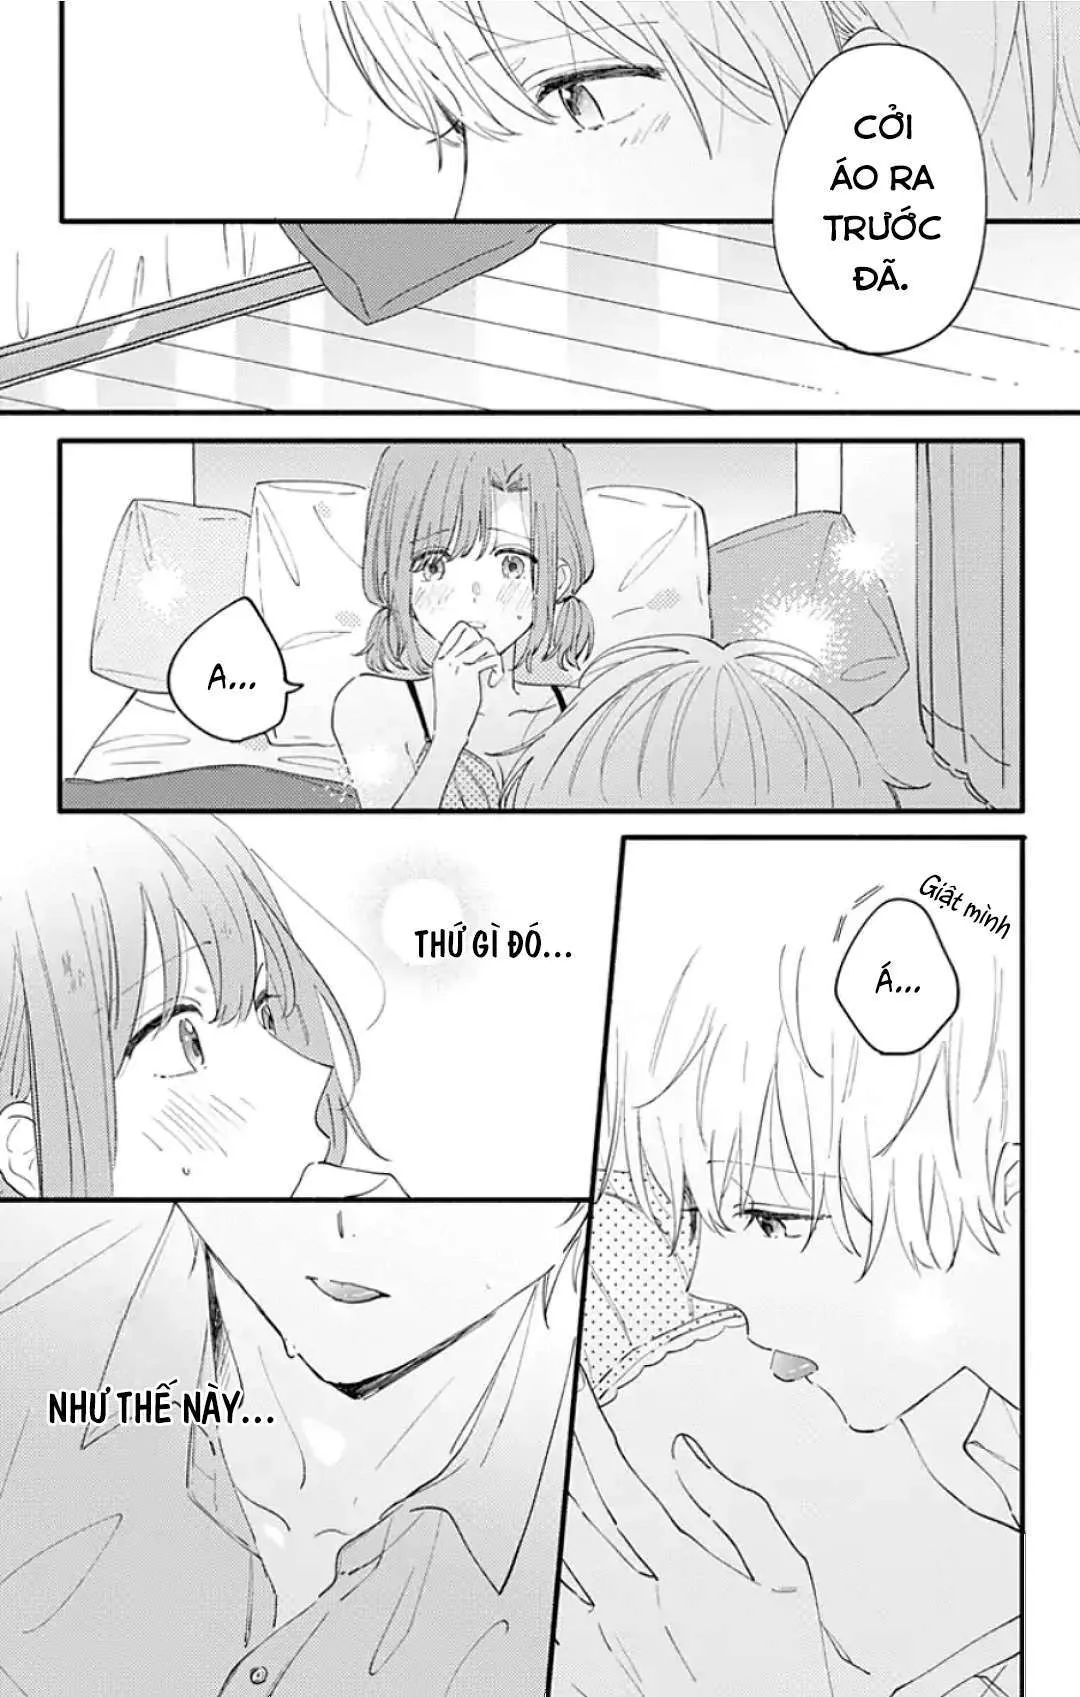 CỞI
ÁO RA
TRƯỚC
ĐÃ.
A...
Giật mình
Á...
THỨ GÌ ĐÓ...
NHƯ THẾ NÀY...